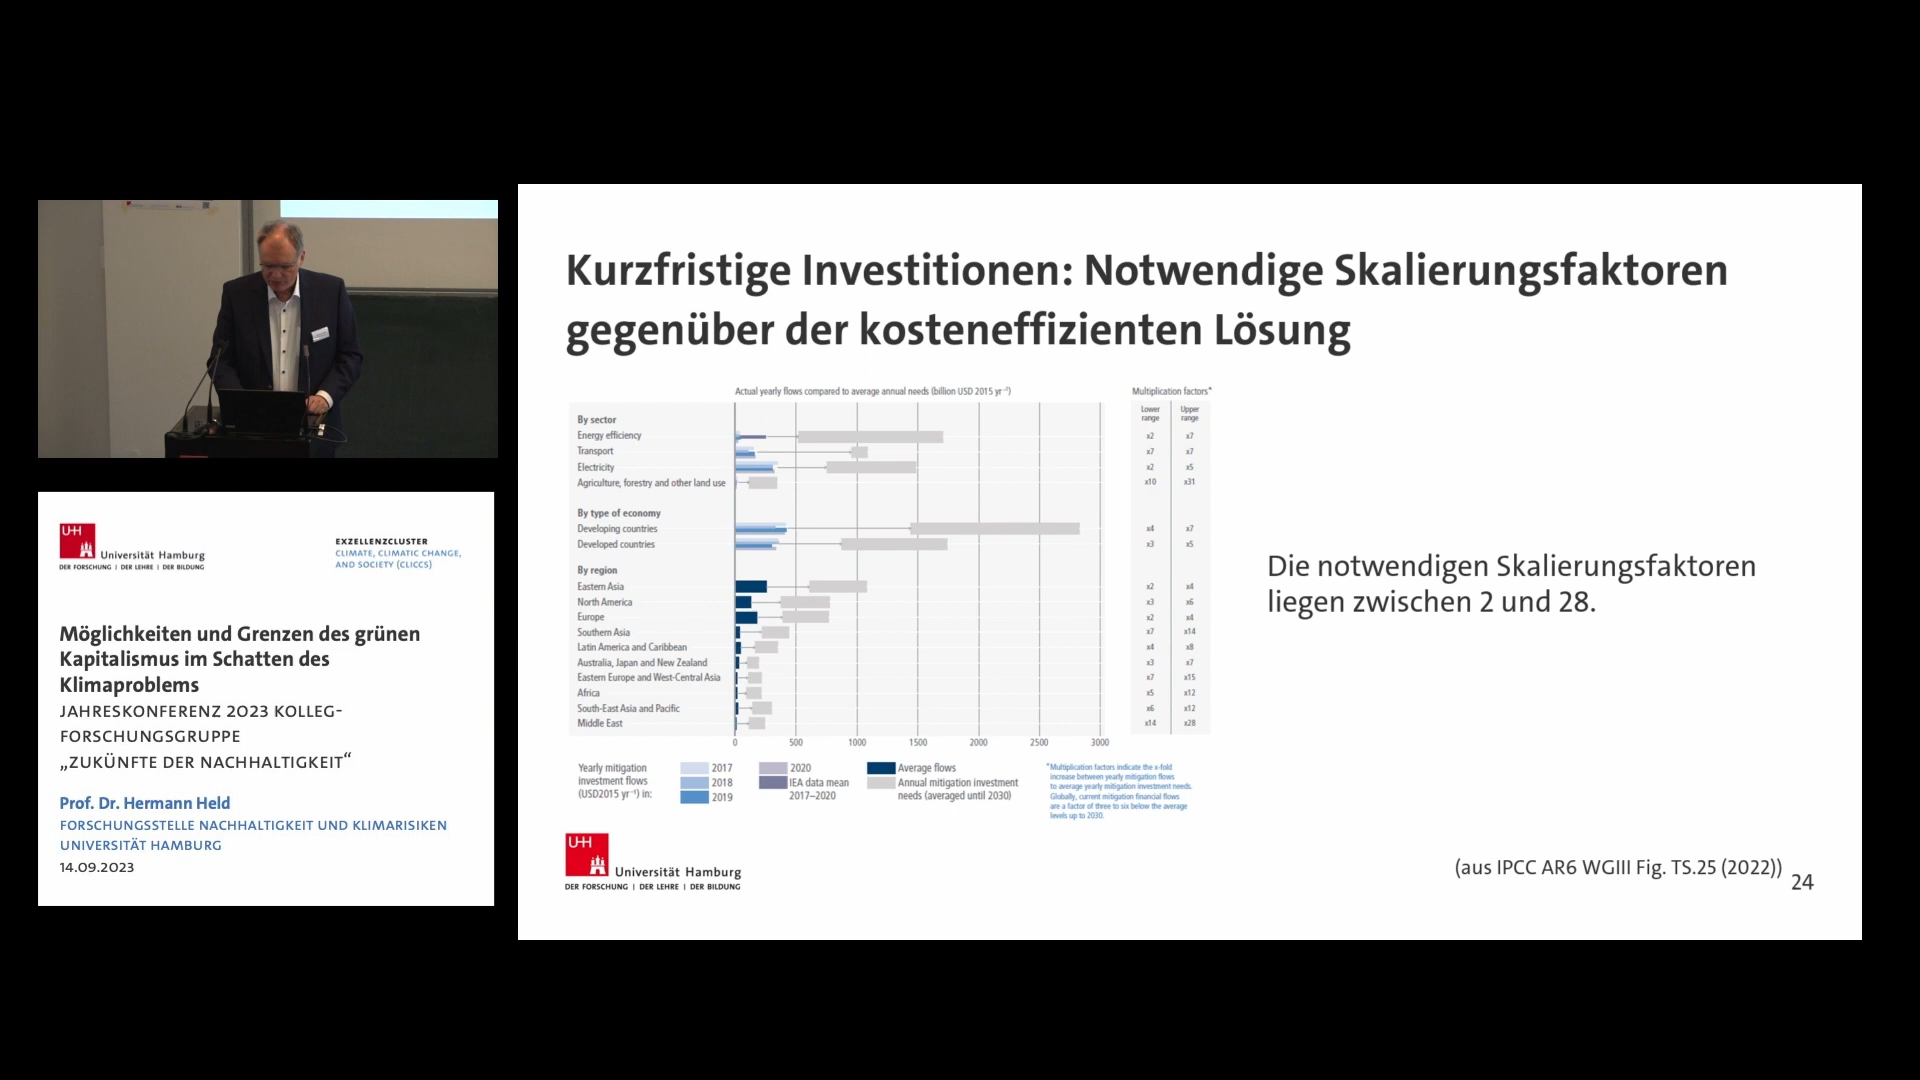 Kurzfristige Investitionen: Notwendige Skalierungsfaktoren
gegenüber der kosteneffizienten Lösung
Actual yearly flows compared to average annual needs (billion USD 2015 yr⁻¹)
Multiplication factors*
Lower range
Upper range
By sector
Energy efficiency x2 x7
Transport x7 x7
Electricity x2 x5
Agriculture, forestry and other land use x10 x31
By type of economy
Developing countries x4 x7
Developed countries x3 x5
By region
Eastern Asia x2 x4
North America x3 x6
Europe x2 x4
Southern Asia x7 x14
Latin America and Caribbean x4 x8
Australia, Japan and New Zealand x3 x7
Eastern Europe and West-Central Asia x7 x15
Africa x5 x12
South-East Asia and Pacific x6 x12
Middle East x14 x28
0 500 1000 1500 2000 2500 3000
Yearly mitigation
investment flows
(USD2015 yr⁻¹) in:
2017
2018
2019
2020
IEA data mean
2017–2020
Average flows
Annual mitigation investment
needs (averaged until 2030)
*Multiplication factors indicate the x-fold
increase between yearly mitigation flows
to average yearly mitigation investment needs.
Globally, current mitigation financial flows
are a factor of three to six below the average
levels up to 2030.
Die notwendigen Skalierungsfaktoren
liegen zwischen 2 und 28.
UH
Universität Hamburg
DER FORSCHUNG | DER LEHRE | DER BILDUNG
(aus IPCC AR6 WGIII Fig. TS.25 (2022))
24
UH
Universität Hamburg
DER FORSCHUNG | DER LEHRE | DER BILDUNG
EXZELLENZCLUSTER
CLIMATE, CLIMATIC CHANGE,
AND SOCIETY (CLICCS)
Möglichkeiten und Grenzen des grünen
Kapitalismus im Schatten des
Klimaproblems
JAHRESKONFERENZ 2023 KOLLEG-
FORSCHUNGSGRUPPE
„ZUKÜNFTE DER NACHHALTIGKEIT“
Prof. Dr. Hermann Held
FORSCHUNGSSTELLE NACHHALTIGKEIT UND KLIMARISIKEN
UNIVERSITÄT HAMBURG
14.09.2023